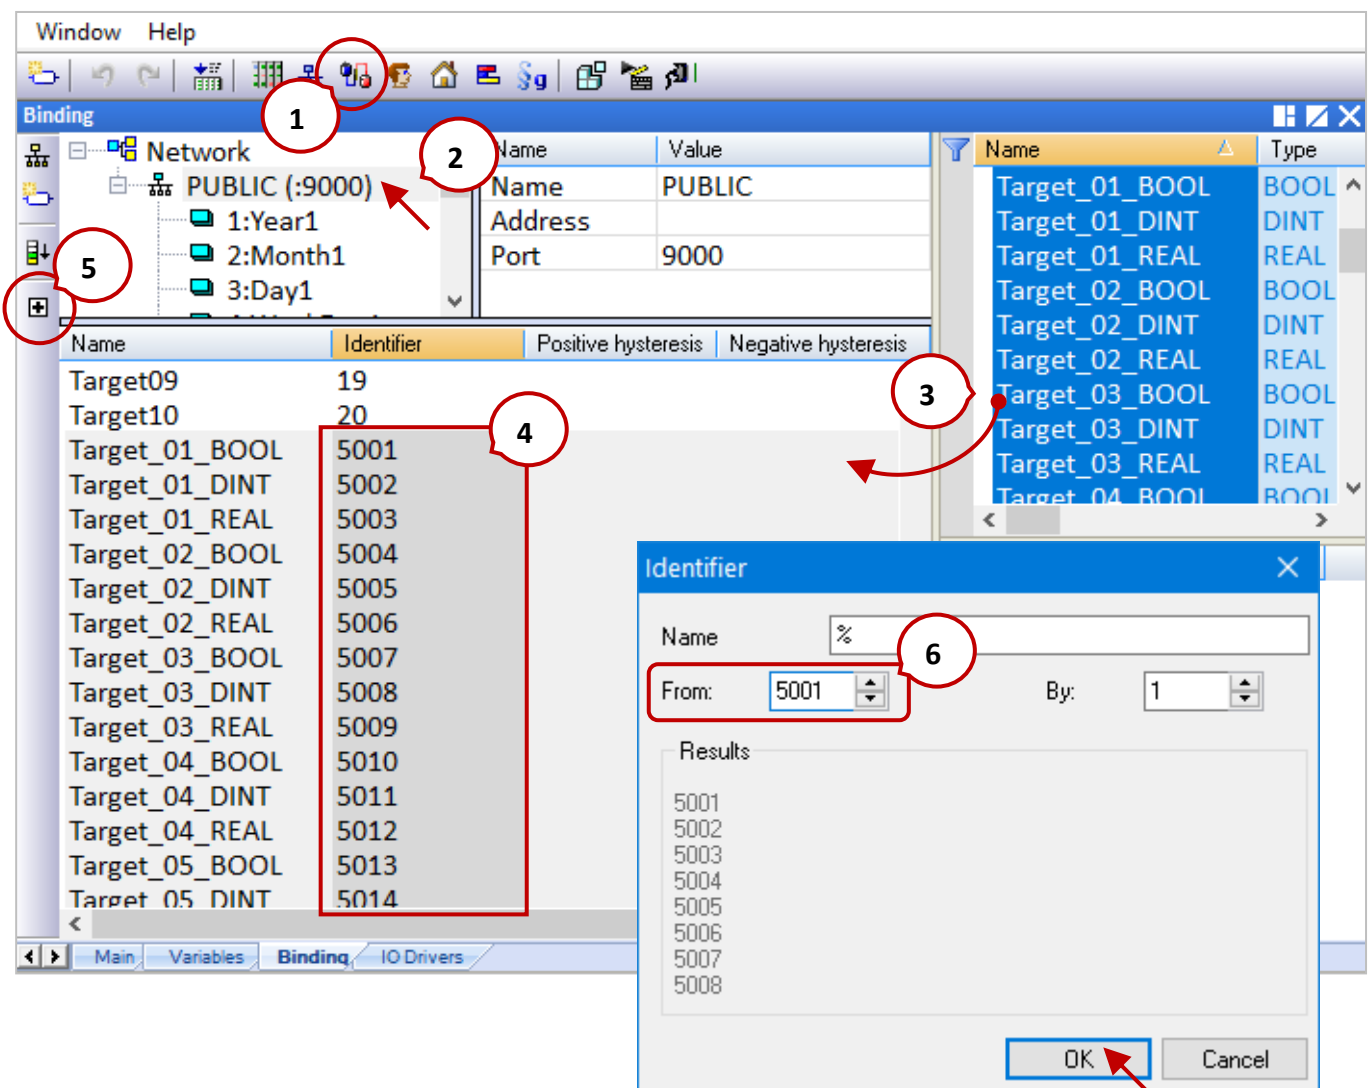 Window Help
§g
1
Binding
2
Network
PUBLIC (:9000)
1:Year1
2:Month1
3:Day1
5
Name Value
Name PUBLIC
Address
Port 9000
Name Type
Target_01_BOOL BOOL
Target_01_DINT DINT
Target_01_REAL REAL
Target_02_BOOL BOOL
Target_02_DINT DINT
Target_02_REAL REAL
Target_03_BOOL BOOL
Target_03_DINT DINT
Target_03_REAL REAL
Target_04_BOOL BOOL
3
Name Identifier Positive hysteresis Negative hysteresis
Target09 19
Target10 20
4
Target_01_BOOL 5001
Target_01_DINT 5002
Target_01_REAL 5003
Target_02_BOOL 5004
Target_02_DINT 5005
Target_02_REAL 5006
Target_03_BOOL 5007
Target_03_DINT 5008
Target_03_REAL 5009
Target_04_BOOL 5010
Target_04_DINT 5011
Target_04_REAL 5012
Target_05_BOOL 5013
Target_05_DINT 5014
Main Variables Binding IO Drivers
Identifier
Name %
6
From: 5001 By: 1
Results
5001
5002
5003
5004
5005
5006
5007
5008
OK Cancel